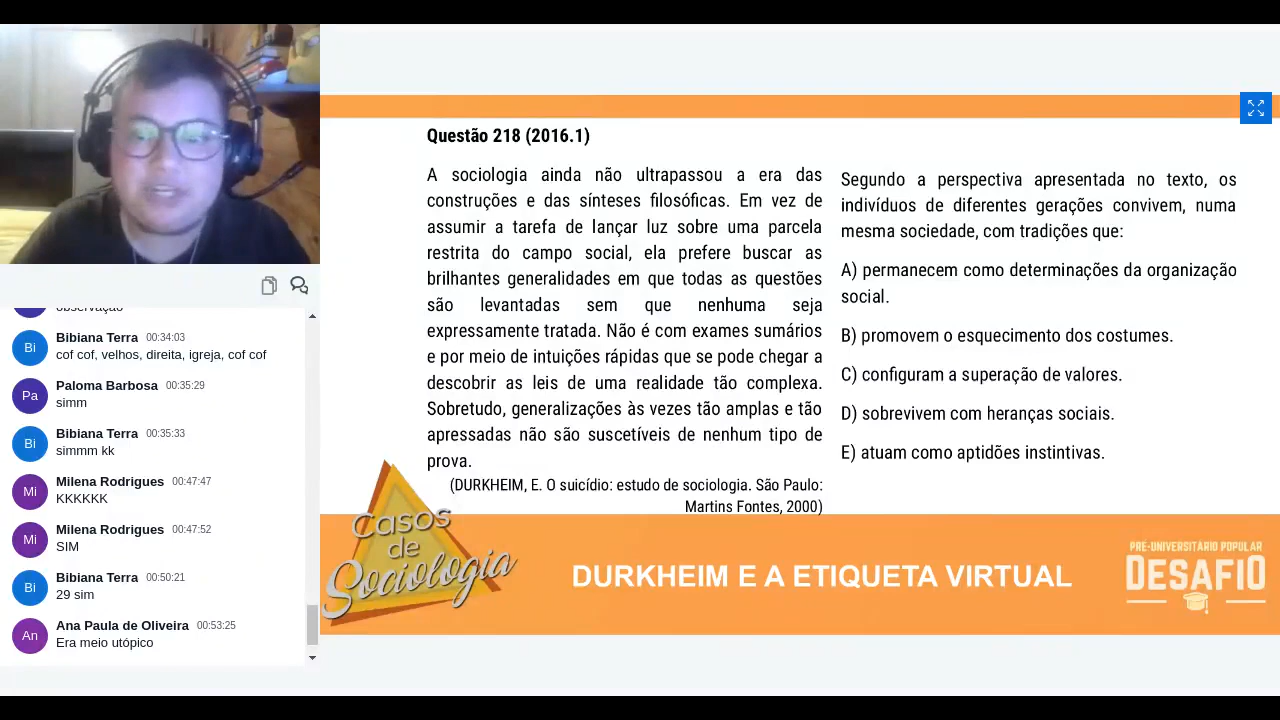 observação
Bi
Bibiana Terra 00:34:03
cof cof, velhos, direita, igreja, cof cof
Pa
Paloma Barbosa 00:35:29
simm
Bi
Bibiana Terra 00:35:33
simmm kk
Mi
Milena Rodrigues 00:47:47
KKKKKK
Mi
Milena Rodrigues 00:47:52
SIM
Bi
Bibiana Terra 00:50:21
29 sim
An
Ana Paula de Oliveira 00:53:25
Era meio utópico
Questão 218 (2016.1)
A sociologia ainda não ultrapassou a era das
construções e das sínteses filosóficas. Em vez de
assumir a tarefa de lançar luz sobre uma parcela
restrita do campo social, ela prefere buscar as
brilhantes generalidades em que todas as questões
são levantadas sem que nenhuma seja
expressamente tratada. Não é com exames sumários
e por meio de intuições rápidas que se pode chegar a
descobrir as leis de uma realidade tão complexa.
Sobretudo, generalizações às vezes tão amplas e tão
apressadas não são suscetíveis de nenhum tipo de
prova.
(DURKHEIM, E. O suicídio: estudo de sociologia. São Paulo:
Martins Fontes, 2000)
Segundo a perspectiva apresentada no texto, os
indivíduos de diferentes gerações convivem, numa
mesma sociedade, com tradições que:
A) permanecem como determinações da organização
social.
B) promovem o esquecimento dos costumes.
C) configuram a superação de valores.
D) sobrevivem com heranças sociais.
E) atuam como aptidões instintivas.
Casos
de
Sociologia
DURKHEIM E A ETIQUETA VIRTUAL
PRÉ-UNIVERSITÁRIO POPULAR
DESAFIO